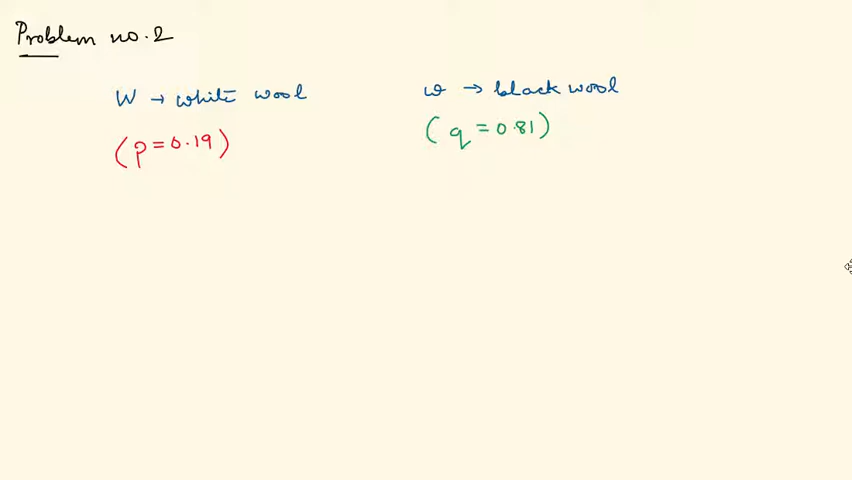 Problem no. 2
W → white wool
w → black wool
(p = 0.19)
(q = 0.81)